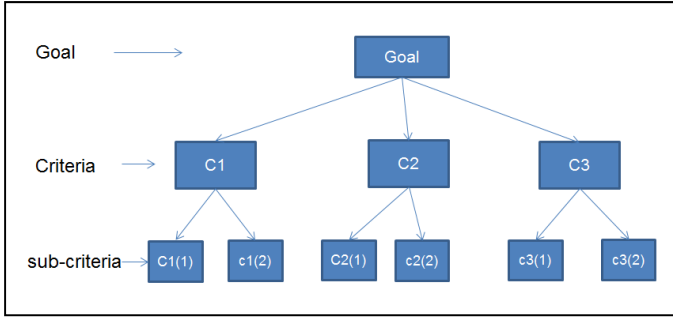 Goal
Goal
Criteria
C1
C2
C3
sub-criteria
C1(1)
c1(2)
C2(1)
c2(2)
c3(1)
c3(2)